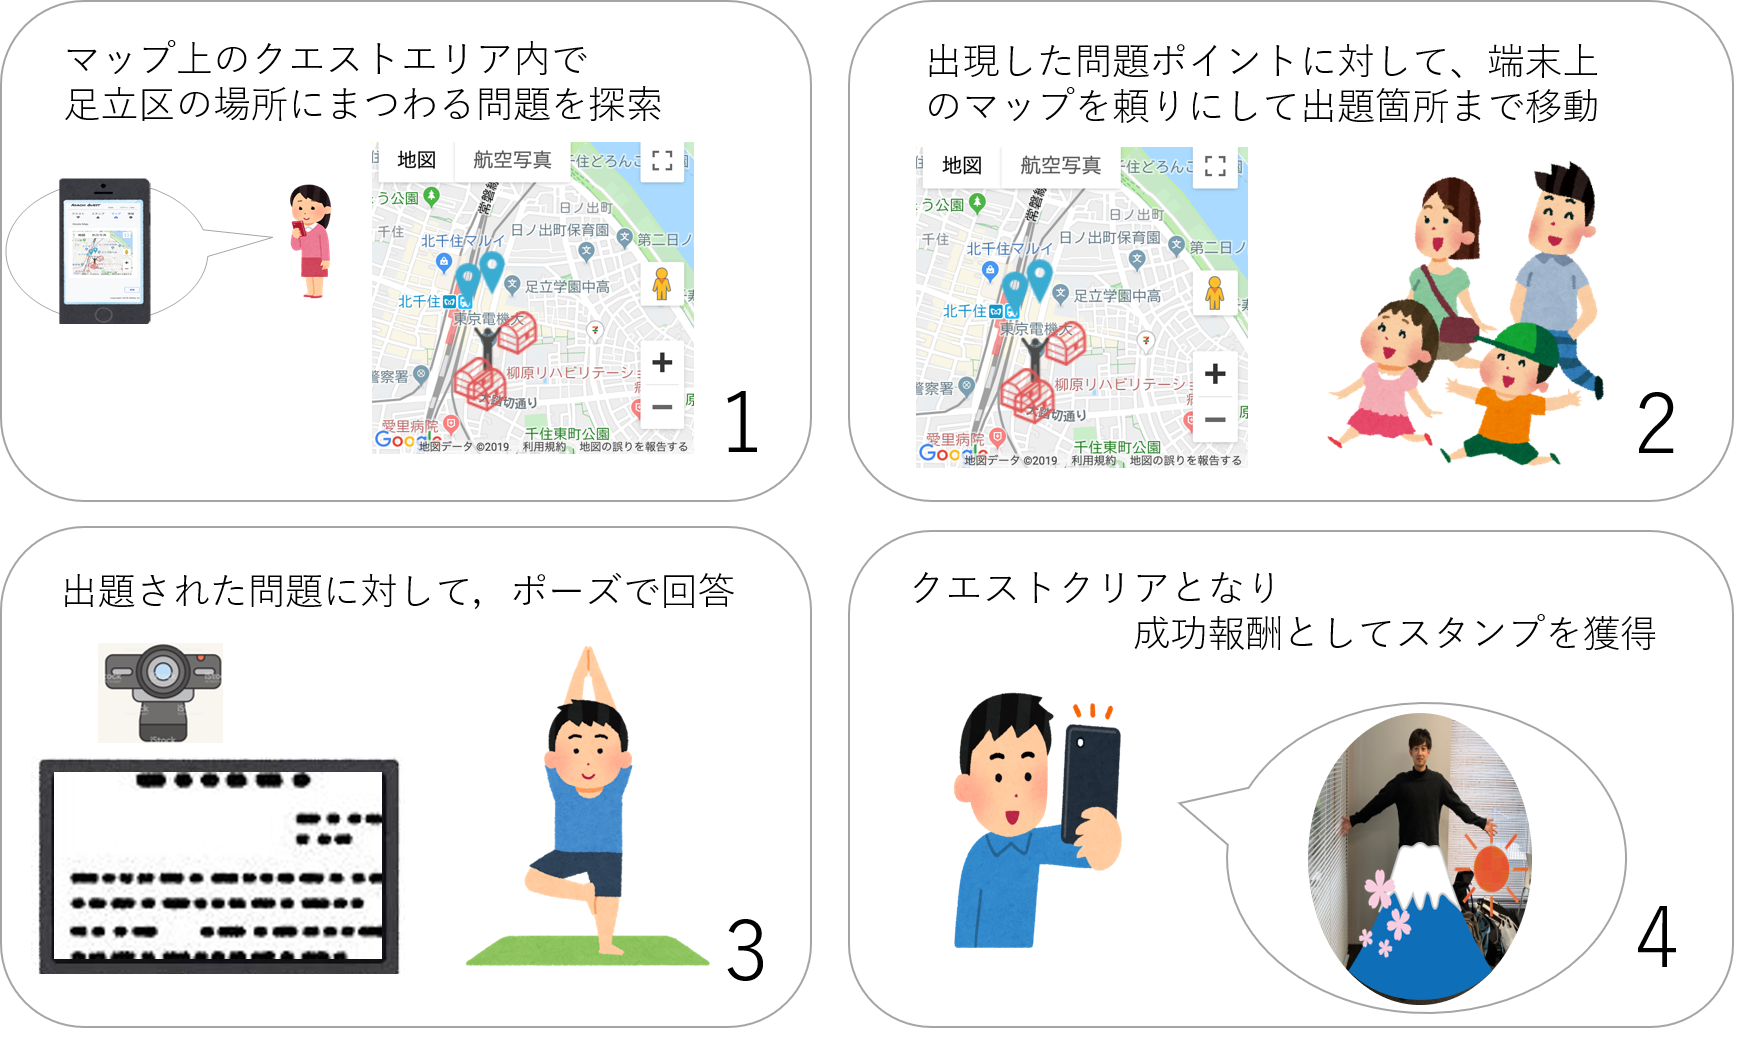 マップ上のクエストエリア内で
足立区の場所にまつわる問題を探索
地図 航空写真
千住どろんこ
常磐線
ょう公園
日ノ出町
千住
日ノ出町保育園
北千住マルイ
第二日ノ
足立学園中高
北千住
東京電機大
警察署
柳原リハビリテーショ
大踏切通り
愛里病院
千住東町公園
Google
地図データ ©2019 利用規約 地図の誤りを報告する
1
出現した問題ポイントに対して、端末上
のマップを頼りにして出題箇所まで移動
地図 航空写真
住どろんこ
常磐線
ょう公園
日ノ出町
千住
日ノ出町保育園
北千住マルイ
第二日ノ
足立学園中高
北千住
東京電機大
警察署
柳原リハビリテーショ
大踏切通り
愛里病院
千住東町公園
Google
地図データ ©2019 利用規約 地図の誤りを報告する
2
出題された問題に対して，ポーズで回答
iStock
3
クエストクリアとなり
成功報酬としてスタンプを獲得
4